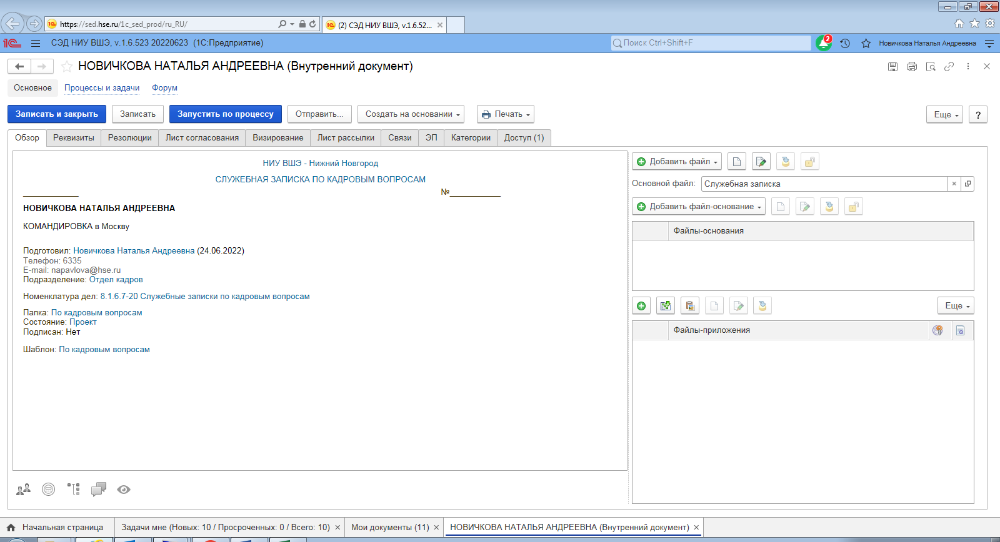 https://sed.hse.ru/1c_sed_prod/ru_RU/
(2) СЭД НИУ ВШЭ, v.1.6.52...
СЭД НИУ ВШЭ, v.1.6.523 20220623 (1С:Предприятие)
Поиск Ctrl+Shift+F
2
Новичкова Наталья Андреевна
НОВИЧКОВА НАТАЛЬЯ АНДРЕЕВНА (Внутренний документ)
Основное Процессы и задачи Форум
Записать и закрыть Записать Запустить по процессу Отправить... Создать на основании Печать Еще ?
Обзор Реквизиты Резолюции Лист согласования Визирование Лист рассылки Связи ЭП Категории Доступ (1)
НИУ ВШЭ - Нижний Новгород
СЛУЖЕБНАЯ ЗАПИСКА ПО КАДРОВЫМ ВОПРОСАМ
____________ №___________
НОВИЧКОВА НАТАЛЬЯ АНДРЕЕВНА
КОМАНДИРОВКА в Москву
Подготовил: Новичкова Наталья Андреевна (24.06.2022)
Телефон: 6335
E-mail: napavlova@hse.ru
Подразделение: Отдел кадров
Номенклатура дел: 8.1.6.7-20 Служебные записки по кадровым вопросам
Папка: По кадровым вопросам
Состояние: Проект
Подписан: Нет
Шаблон: По кадровым вопросам
Добавить файл
Основной файл: Служебная записка
Добавить файл-основание
Файлы-основания
Еще
Файлы-приложения
Начальная страница Задачи мне (Новых: 10 / Просроченных: 0 / Всего: 10) Мои документы (11) НОВИЧКОВА НАТАЛЬЯ АНДРЕЕВНА (Внутренний документ)